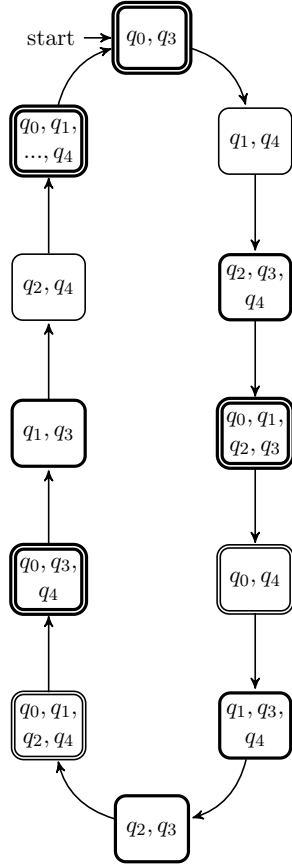 start
q₀, q₃
q₁, q₄
q₂, q₃,
q₄
q₀, q₁,
q₂, q₃
q₀, q₄
q₁, q₃,
q₄
q₂, q₃
q₀, q₁,
q₂, q₄
q₀, q₃,
q₄
q₁, q₃
q₂, q₄
q₀, q₁,
..., q₄